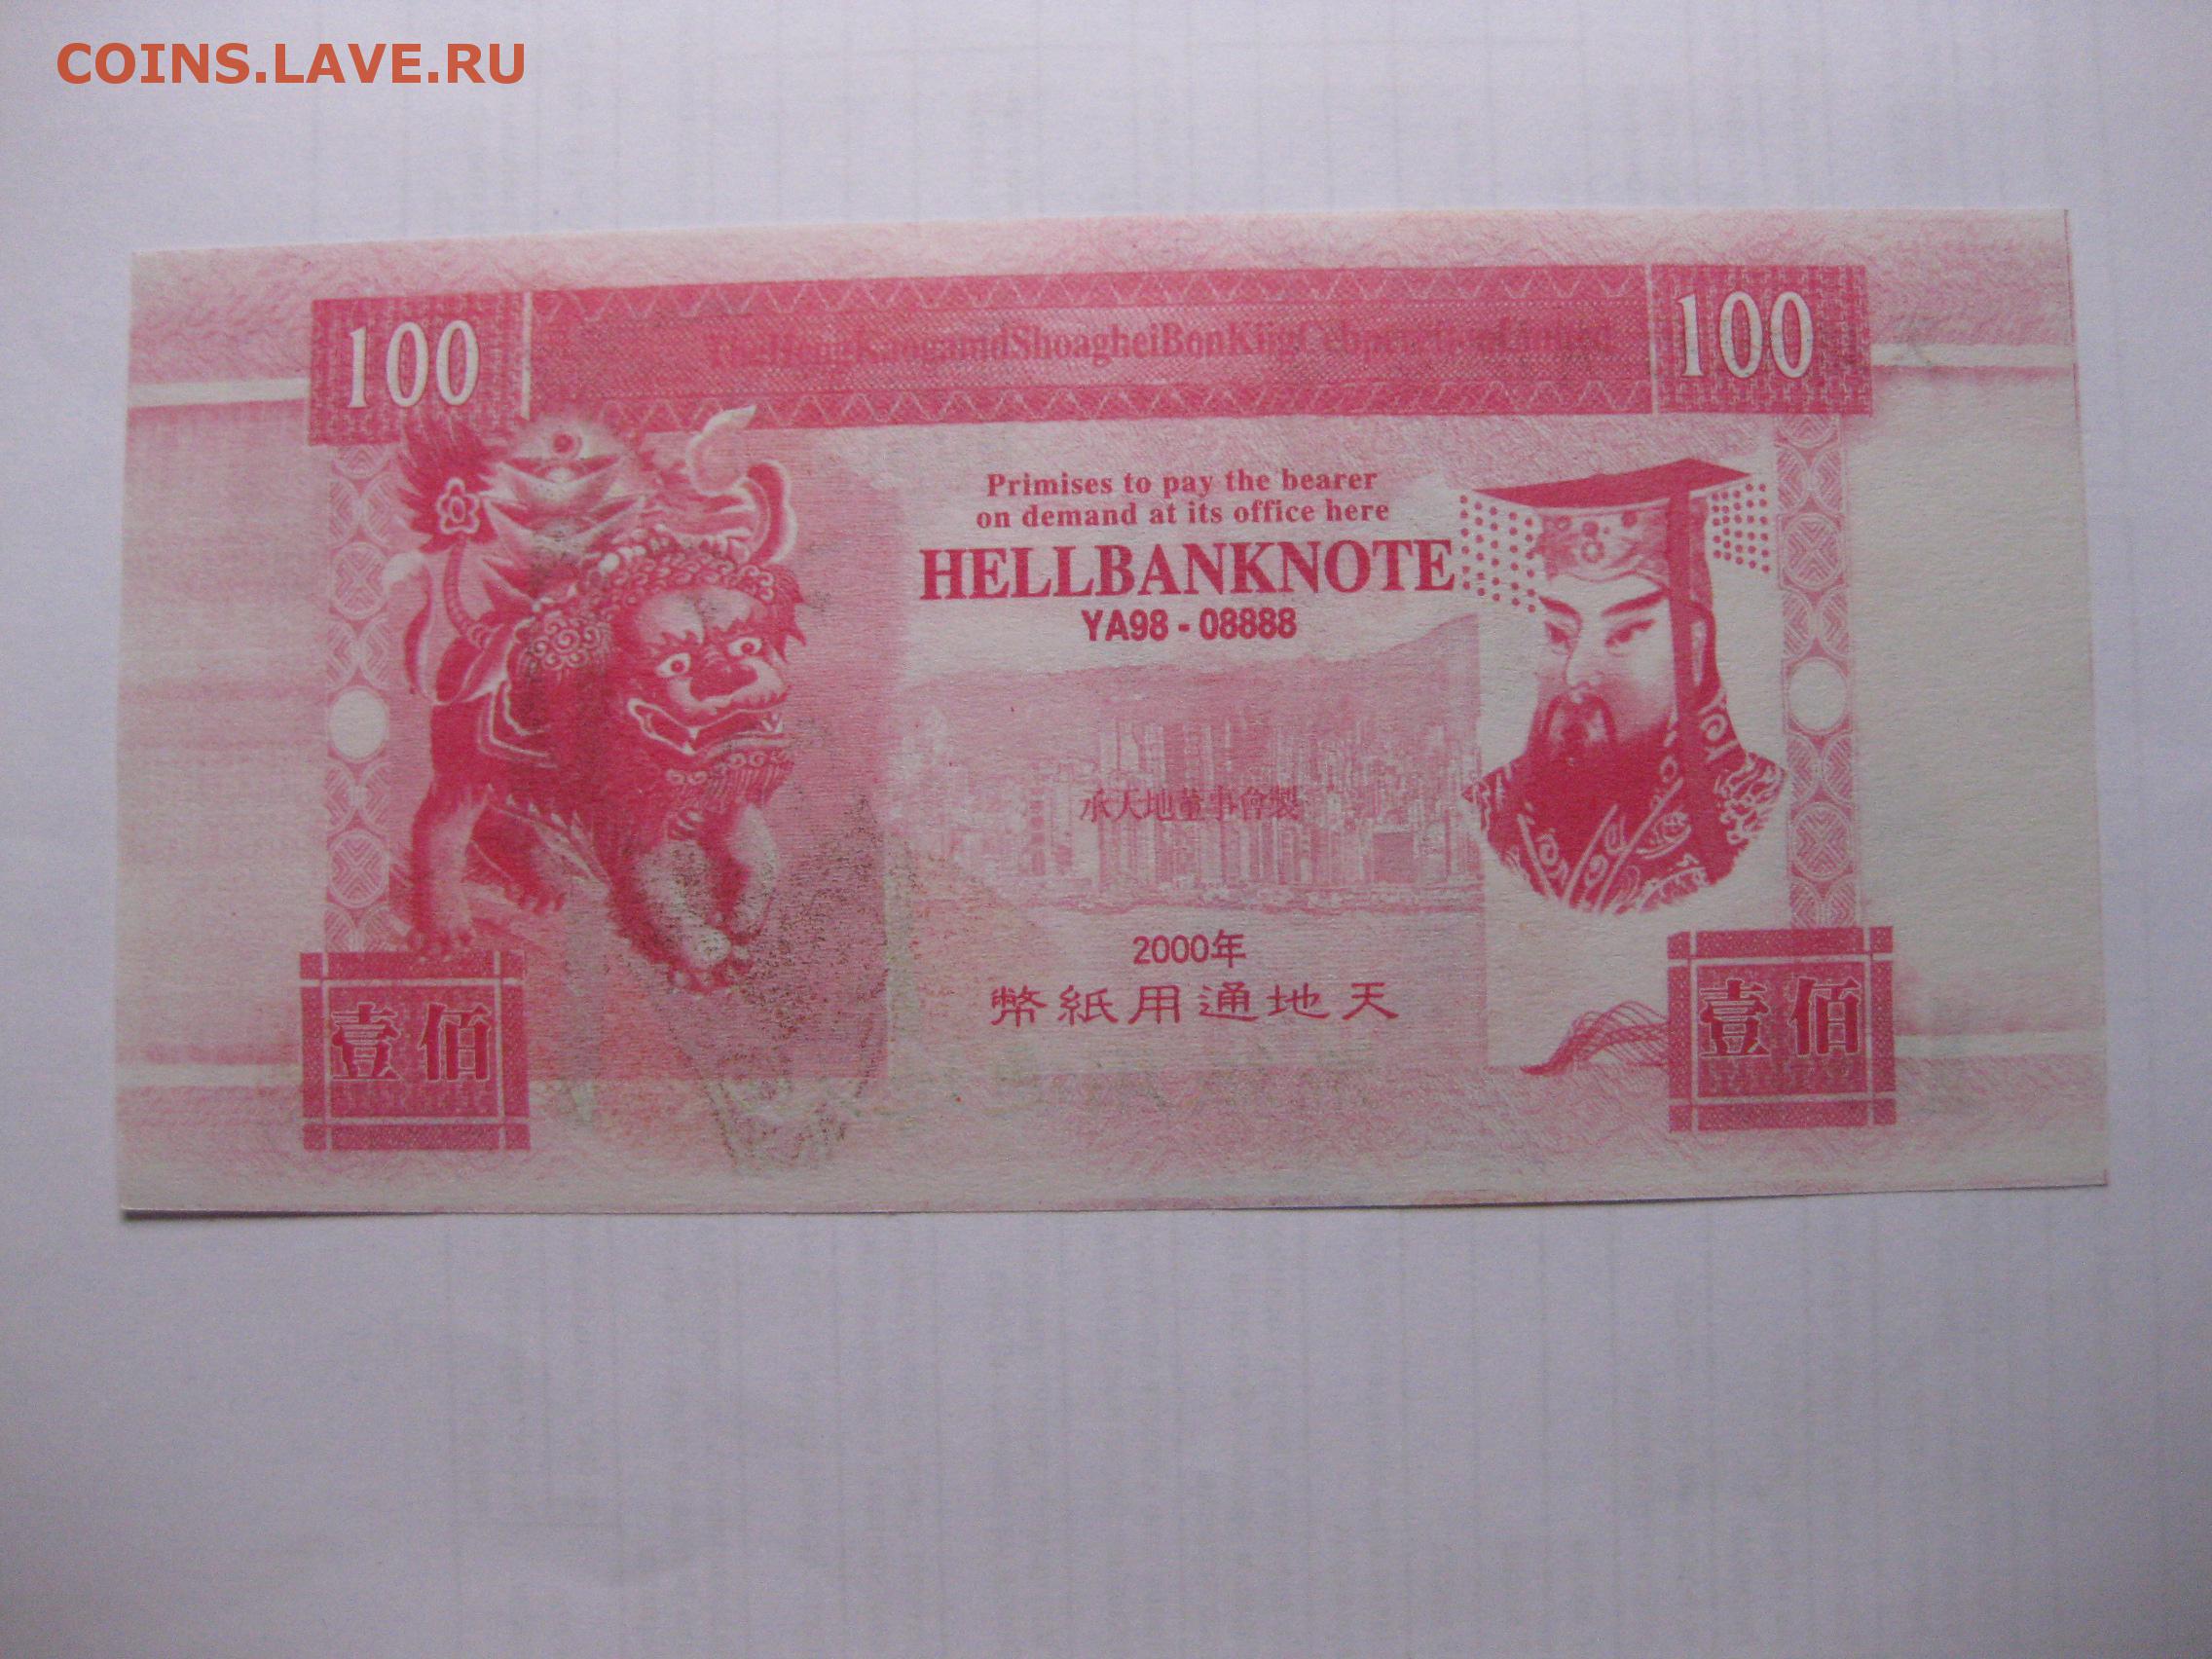 COINS.LAVE.RU
100
100
Primises to pay the bearer
on demand at its office here
HELLBANKNOTE
YA98 - 08888
承天地董事會製
2000年
幣紙用通地天
壹佰
壹佰